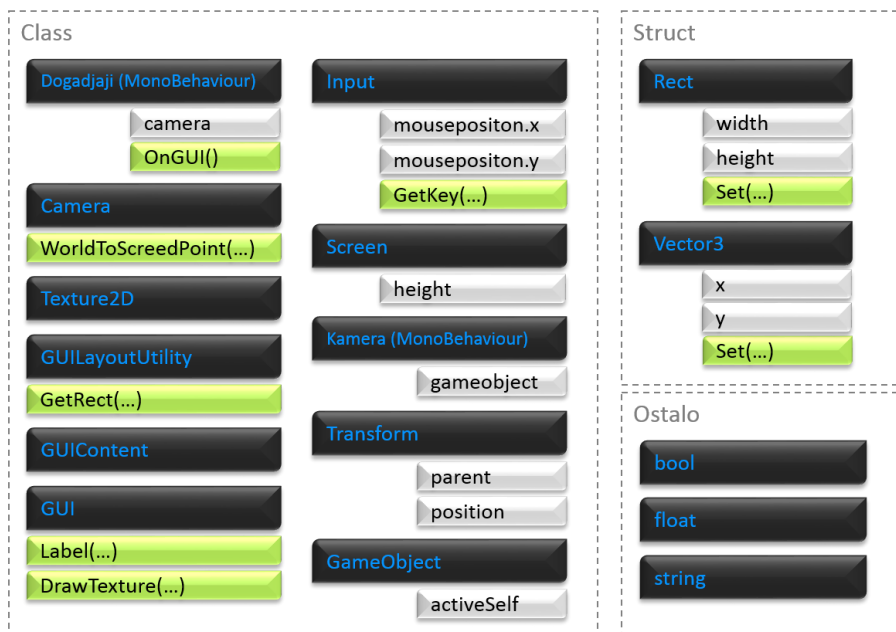 Class
Dogadjaji (MonoBehaviour)
camera
OnGUI()
Camera
WorldToScreedPoint(...)
Texture2D
GUILayoutUtility
GetRect(...)
GUIContent
GUI
Label(...)
DrawTexture(...)
Input
mousepositon.x
mousepositon.y
GetKey(...)
Screen
height
Kamera (MonoBehaviour)
gameobject
Transform
parent
position
GameObject
activeSelf
Struct
Rect
width
height
Set(...)
Vector3
x
y
Set(...)
Ostalo
bool
float
string